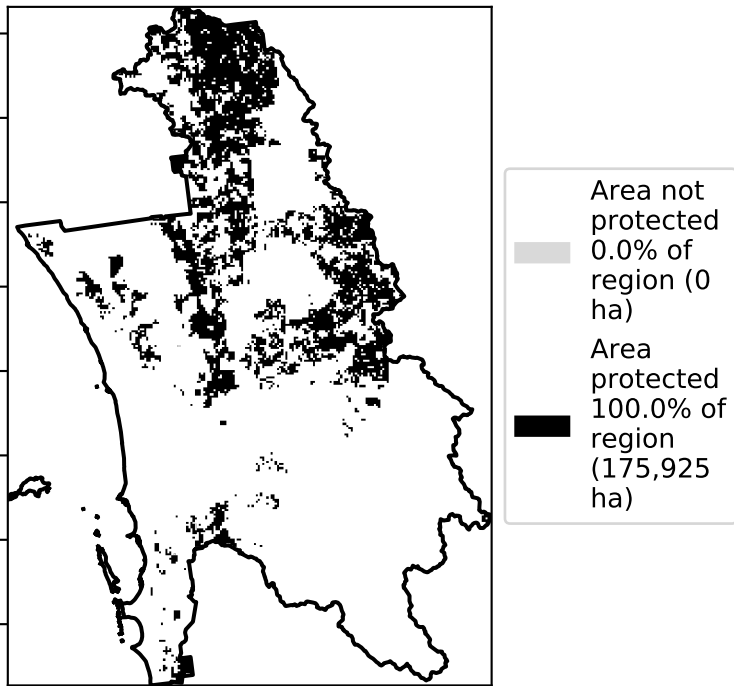 Area not
protected
0.0% of
region (0
ha)
Area
protected
100.0% of
region
(175,925
ha)